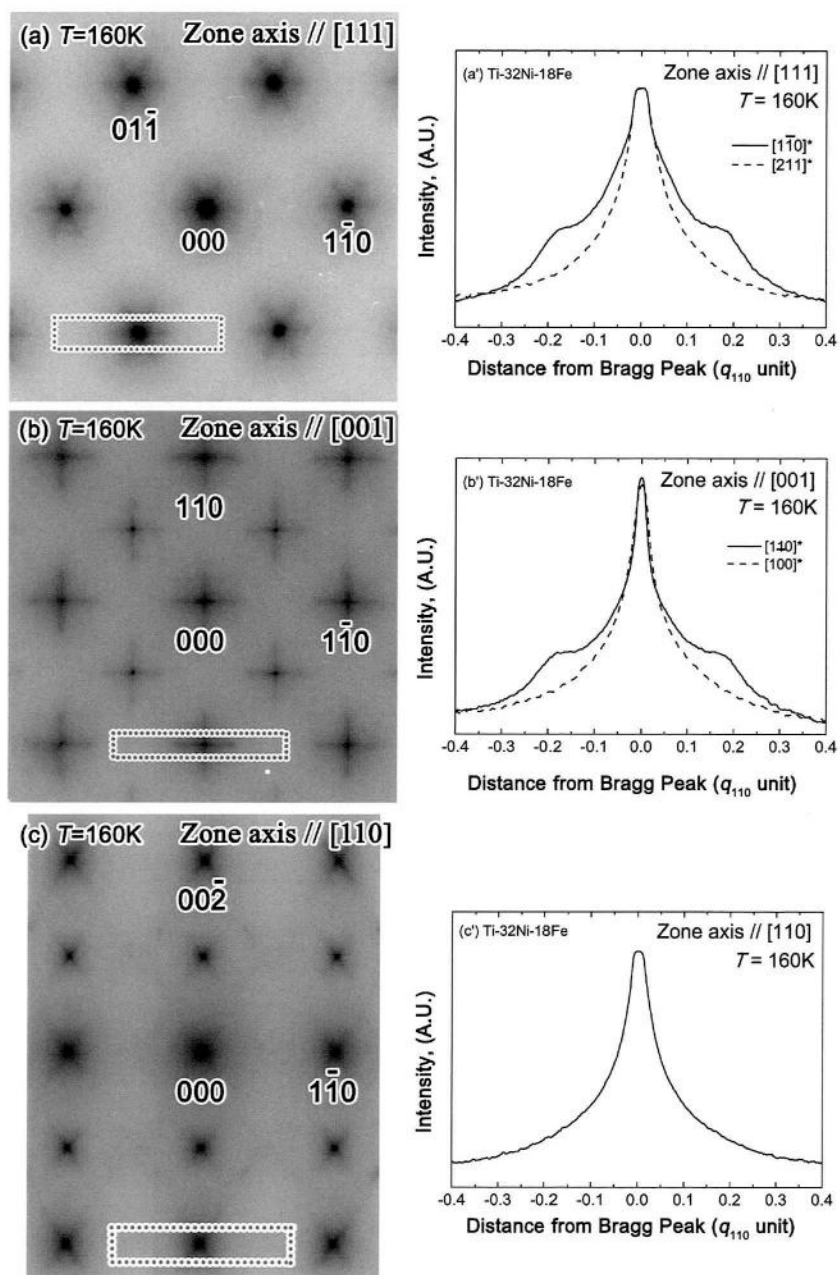 (a) T=160K Zone axis // [111]
011̄
000
11̄0
(a') Ti-32Ni-18Fe
Zone axis // [111]
T = 160K
[11̄0]*
[211]*
Intensity, (A.U.)
-0.4 -0.3 -0.2 -0.1 0.0 0.1 0.2 0.3 0.4
Distance from Bragg Peak (q110 unit)
(b) T=160K Zone axis // [001]
110
000
11̄0
(b') Ti-32Ni-18Fe
Zone axis // [001]
T = 160K
[11̄0]*
[100]*
Intensity, (A.U.)
-0.4 -0.3 -0.2 -0.1 0.0 0.1 0.2 0.3 0.4
Distance from Bragg Peak (q110 unit)
(c) T=160K Zone axis // [110]
002̄
000
11̄0
(c') Ti-32Ni-18Fe
Zone axis // [110]
T = 160K
Intensity, (A.U.)
-0.4 -0.3 -0.2 -0.1 0.0 0.1 0.2 0.3 0.4
Distance from Bragg Peak (q110 unit)